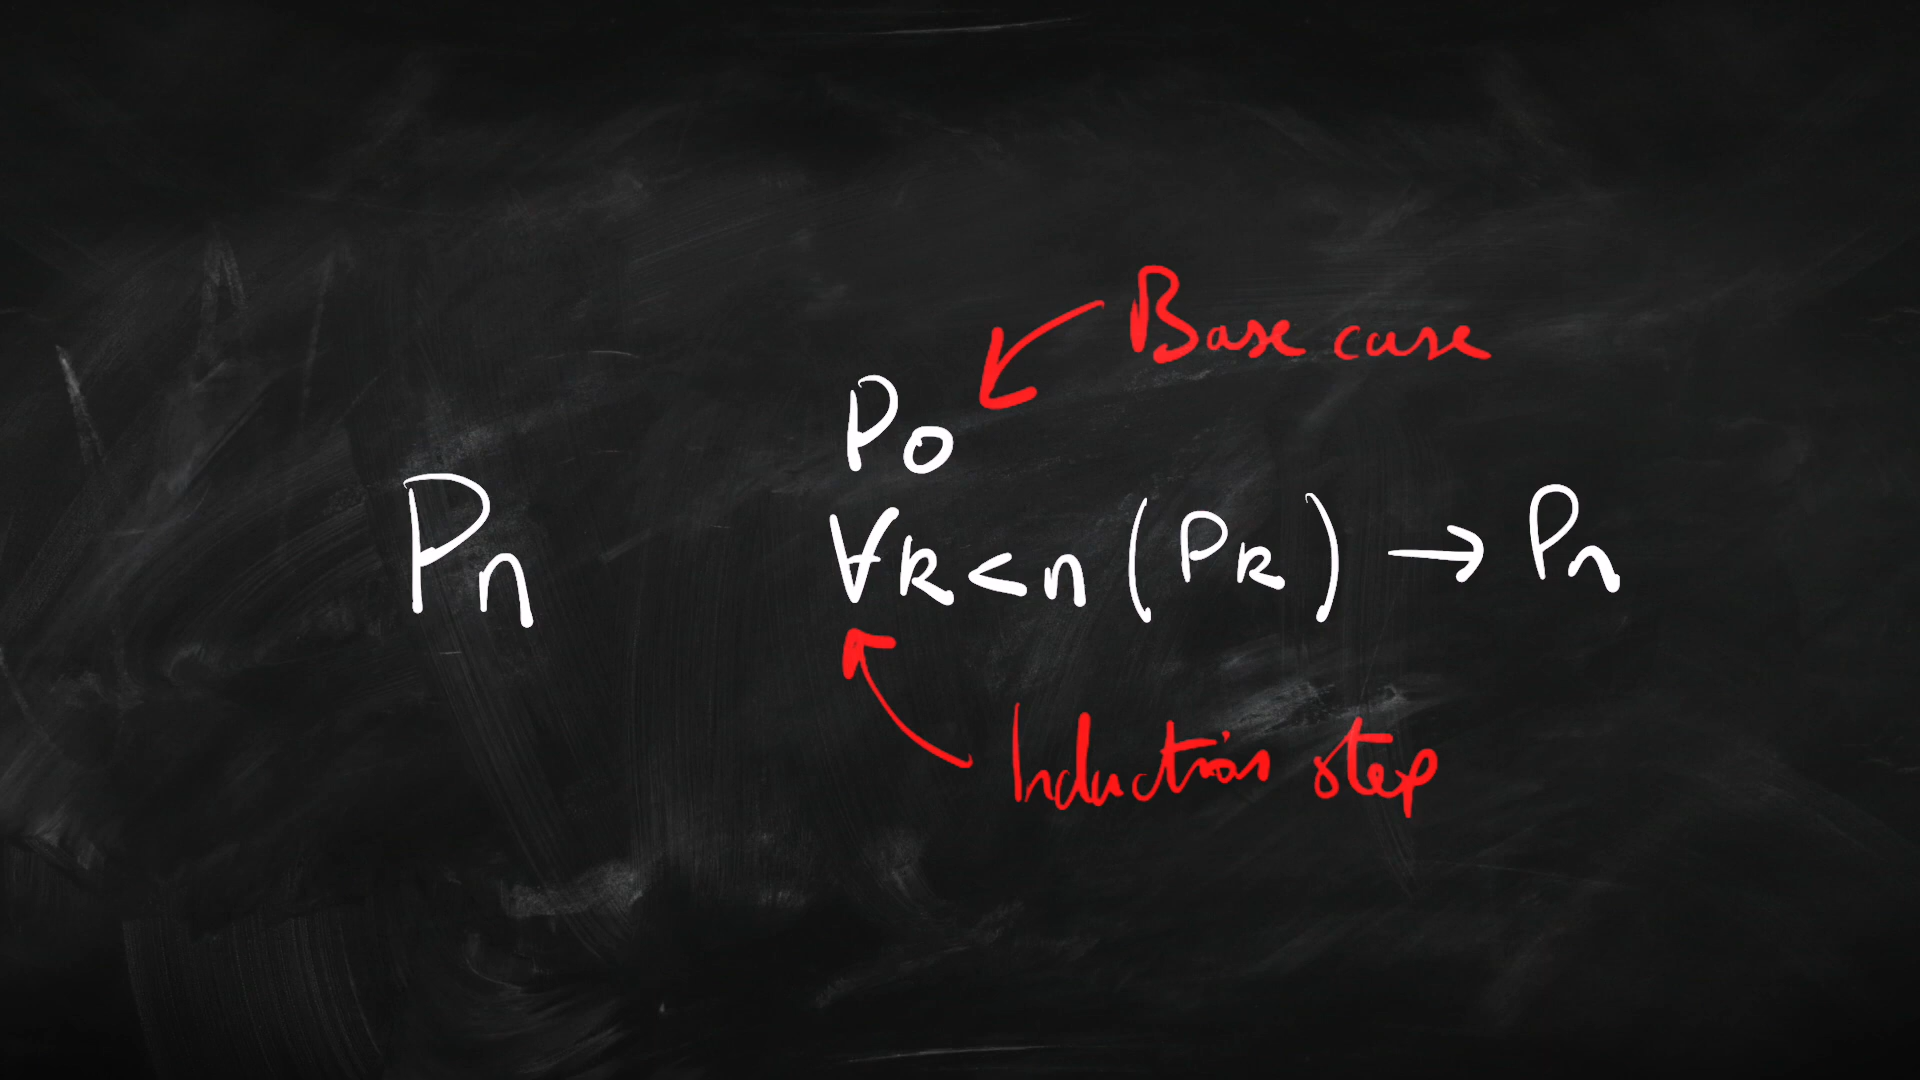 Base case
P0
Pn
∀k<n (Pk) → Pn
Induction step